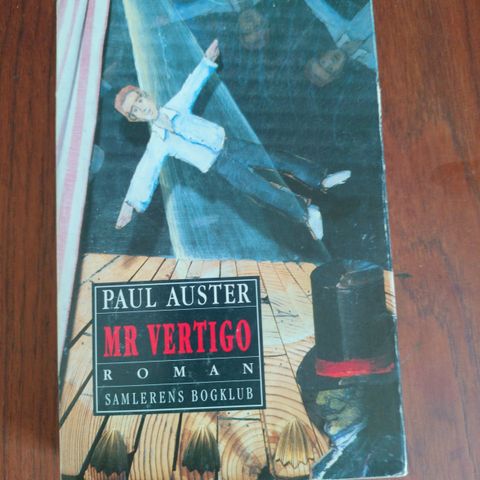 PAUL AUSTER
MR VERTIGO
ROMAN
SAMLERENS BOGKLUB